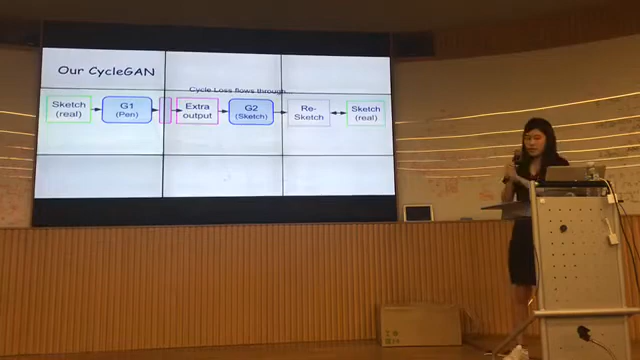 Our CycleGAN
Cycle Loss flows through
Sketch
(real)
G1
(Pen)
Extra
output
G2
(Sketch)
Re-
Sketch
Sketch
(real)